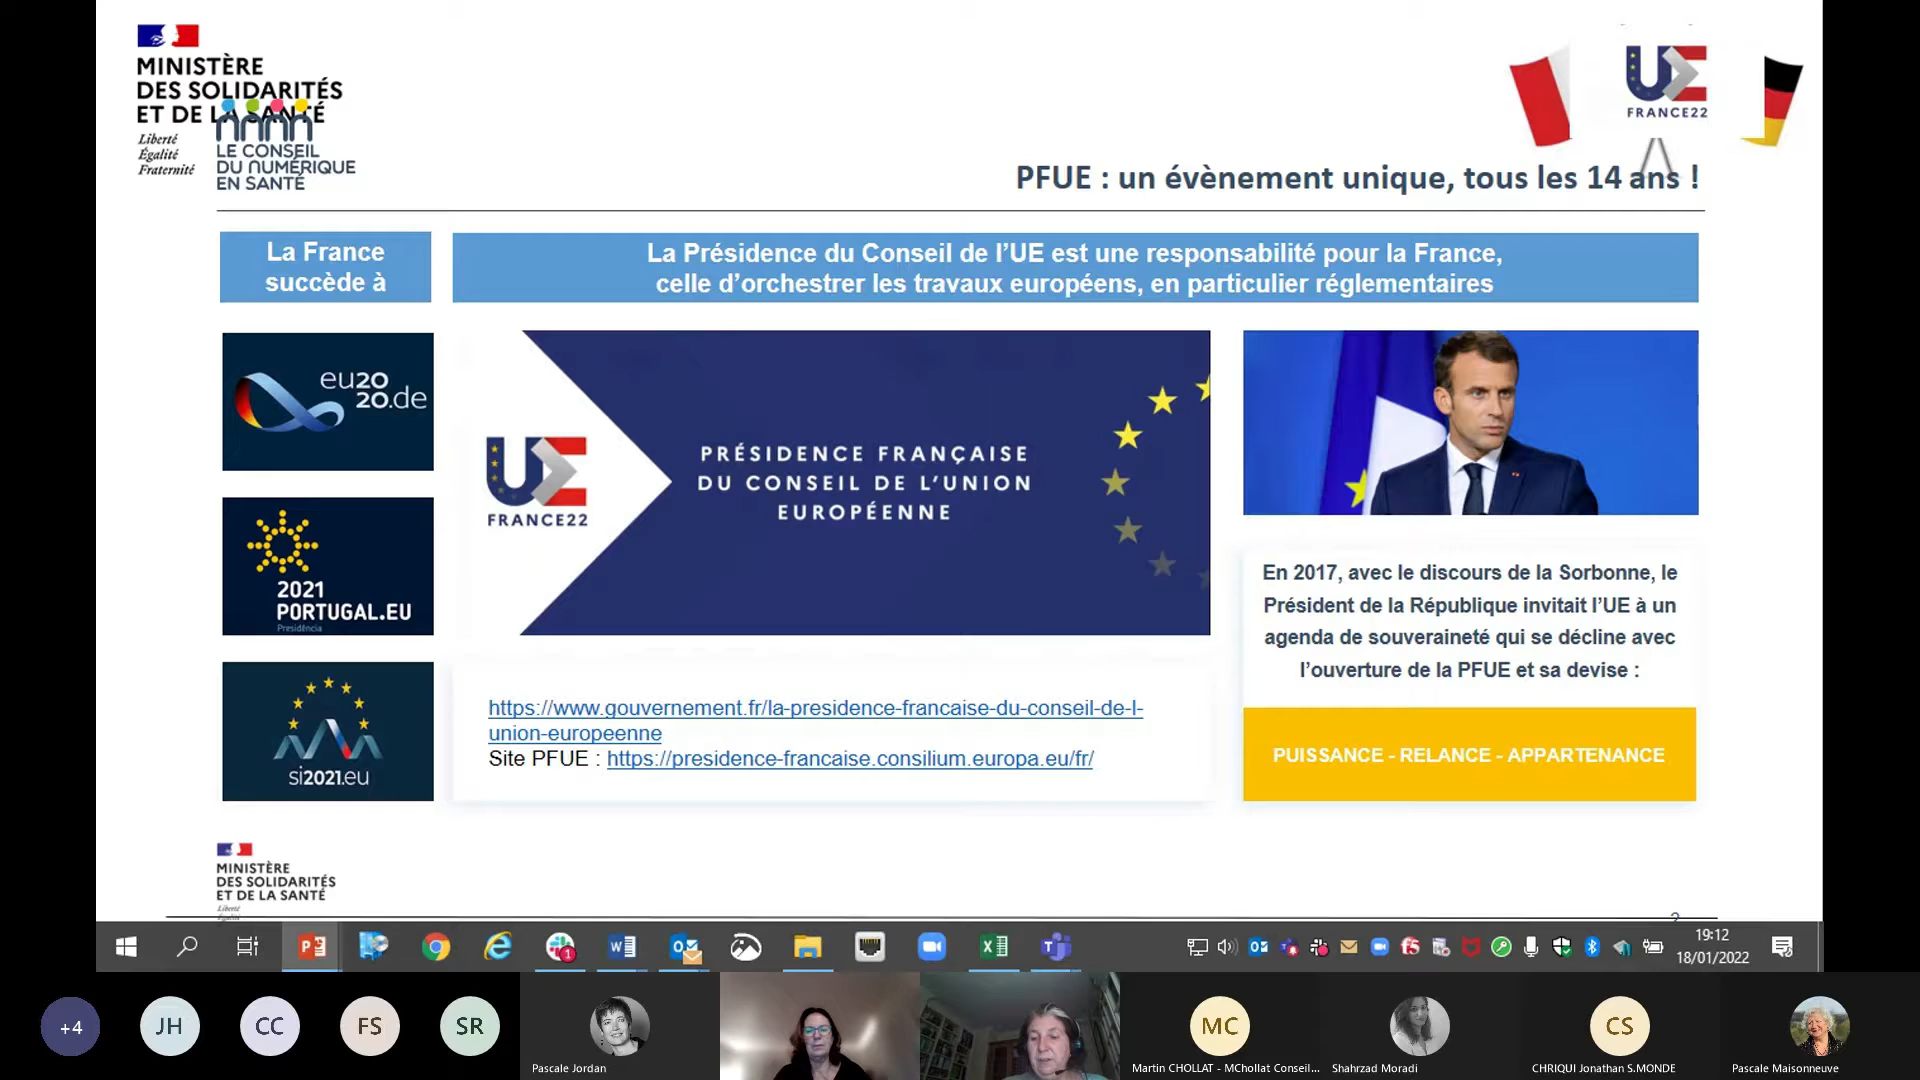 MINISTÈRE
DES SOLIDARITÉS
ET DE LA SANTÉ
Liberté
Égalité
Fraternité
LE CONSEIL
DU NUMÉRIQUE
EN SANTÉ
UE
FRANCE22
PFUE : un évènement unique, tous les 14 ans !
La France
succède à
La Présidence du Conseil de l’UE est une responsabilité pour la France,
celle d’orchestrer les travaux européens, en particulier réglementaires
eu20
20.de
2021
PORTUGAL.EU
Presidência
si2021.eu
UE
FRANCE22
PRÉSIDENCE FRANÇAISE
DU CONSEIL DE L’UNION
EUROPÉENNE
https://www.gouvernement.fr/la-presidence-francaise-du-conseil-de-l-
union-europeenne
Site PFUE : https://presidence-francaise.consilium.europa.eu/fr/
En 2017, avec le discours de la Sorbonne, le
Président de la République invitait l’UE à un
agenda de souveraineté qui se décline avec
l’ouverture de la PFUE et sa devise :
PUISSANCE - RELANCE - APPARTENANCE
MINISTÈRE
DES SOLIDARITÉS
ET DE LA SANTÉ
Liberté
19:12
18/01/2022
+4
JH
CC
FS
SR
Pascale Jordan
MC
Martin CHOLLAT - MChollat Conseil...
Shahrzad Moradi
CS
CHRIQUI Jonathan S.MONDE
Pascale Maisonneuve